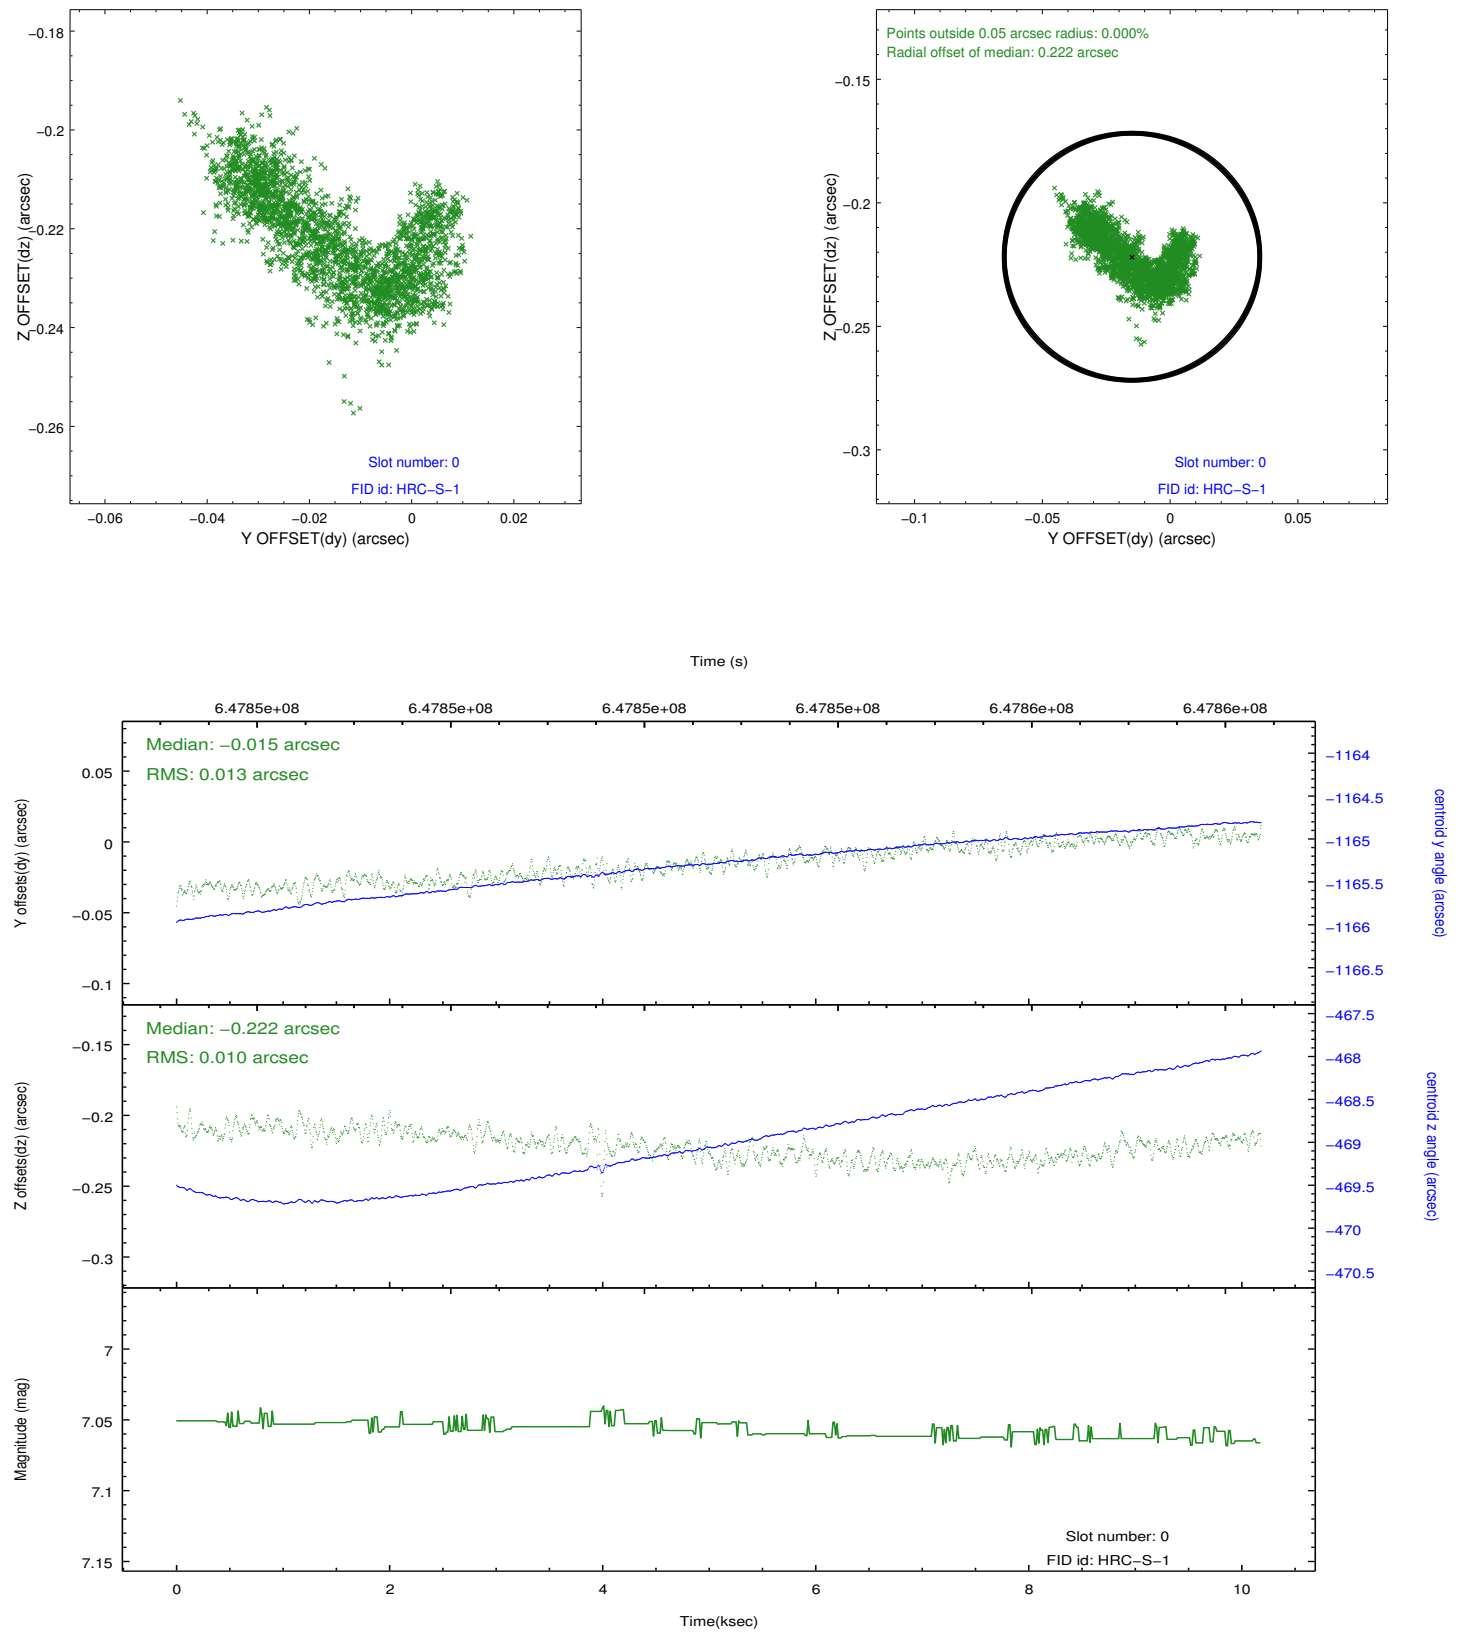 −0.18
−0.2
−0.22
−0.24
−0.26
Z_OFFSET(dz) (arcsec)
Slot number: 0
FID id: HRC−S−1
−0.06 −0.04 −0.02 0 0.02
Y OFFSET(dy) (arcsec)
Points outside 0.05 arcsec radius: 0.000%
Radial offset of median: 0.222 arcsec
−0.15
−0.2
−0.25
−0.3
Z_OFFSET(dz) (arcsec)
Slot number: 0
FID id: HRC−S−1
−0.1 −0.05 0 0.05
Y OFFSET(dy) (arcsec)
Time (s)
6.4785e+08 6.4785e+08 6.4785e+08 6.4785e+08 6.4786e+08 6.4786e+08
Median: −0.015 arcsec
RMS: 0.013 arcsec
0.05
0
−0.05
−0.1
Y offsets(dy) (arcsec)
−1164
−1164.5
−1165
−1165.5
−1166
−1166.5
centroid y angle (arcsec)
Median: −0.222 arcsec
RMS: 0.010 arcsec
−0.15
−0.2
−0.25
−0.3
Z offsets(dz) (arcsec)
−467.5
−468
−468.5
−469
−469.5
−470
−470.5
centroid z angle (arcsec)
7
7.05
7.1
7.15
Magnitude (mag)
Slot number: 0
FID id: HRC−S−1
0 2 4 6 8 10
Time(ksec)